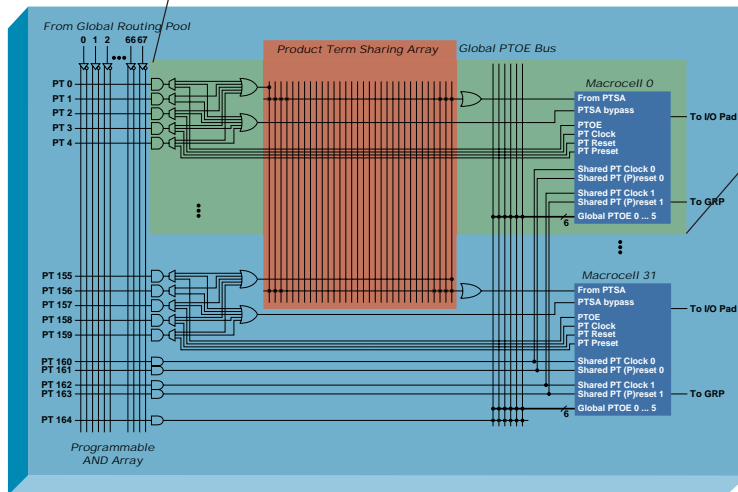 From Global Routing Pool
0 1 2 66 67
Product Term Sharing Array
Global PTOE Bus
PT 0
PT 1
PT 2
PT 3
PT 4
Macrocell 0
From PTSA
PTSA bypass
PTOE
PT Clock
PT Reset
PT Preset
Shared PT Clock 0
Shared PT (P)reset 0
Shared PT Clock 1
Shared PT (P)reset 1
Global PTOE 0 ... 5
6
To I/O Pad
To GRP
PT 155
PT 156
PT 157
PT 158
PT 159
PT 160
PT 161
PT 162
PT 163
PT 164
Macrocell 31
From PTSA
PTSA bypass
PTOE
PT Clock
PT Reset
PT Preset
Shared PT Clock 0
Shared PT (P)reset 0
Shared PT Clock 1
Shared PT (P)reset 1
Global PTOE 0 ... 5
6
To I/O Pad
To GRP
Programmable
AND Array